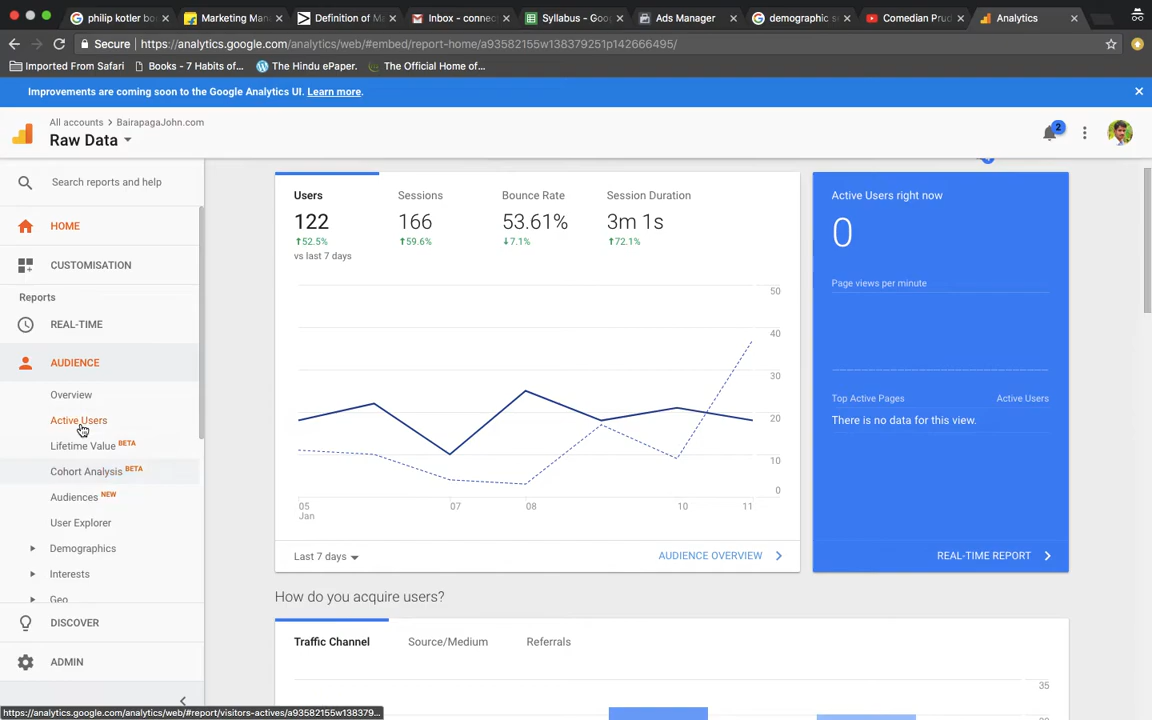 philip kotler bo
Marketing Man
Definition of Ma
Inbox – connec
Syllabus - Goo
Ads Manager
demographic s
Comedian Prud
Analytics
Secure https://analytics.google.com/analytics/web/#embed/report-home/a93582155w138379251p142666495/
Imported From Safari
Books - 7 Habits of...
The Hindu ePaper.
The Official Home of...
Improvements are coming soon to the Google Analytics UI. Learn more.
All accounts > BairapagaJohn.com
Raw Data
2
Search reports and help
HOME
CUSTOMISATION
Reports
REAL-TIME
AUDIENCE
Overview
Active Users
Lifetime Value BETA
Cohort Analysis BETA
Audiences NEW
User Explorer
Demographics
Interests
Geo
DISCOVER
ADMIN
Users
122
52.5%
vs last 7 days
Sessions
166
59.6%
Bounce Rate
53.61%
7.1%
Session Duration
3m 1s
72.1%
50
40
30
20
10
0
05
Jan
07
08
10
11
Last 7 days
AUDIENCE OVERVIEW
Active Users right now
0
Page views per minute
Top Active Pages
Active Users
There is no data for this view.
REAL-TIME REPORT
How do you acquire users?
Traffic Channel
Source/Medium
Referrals
35
https://analytics.google.com/analytics/web/#report/visitors-actives/a93582155w138379...